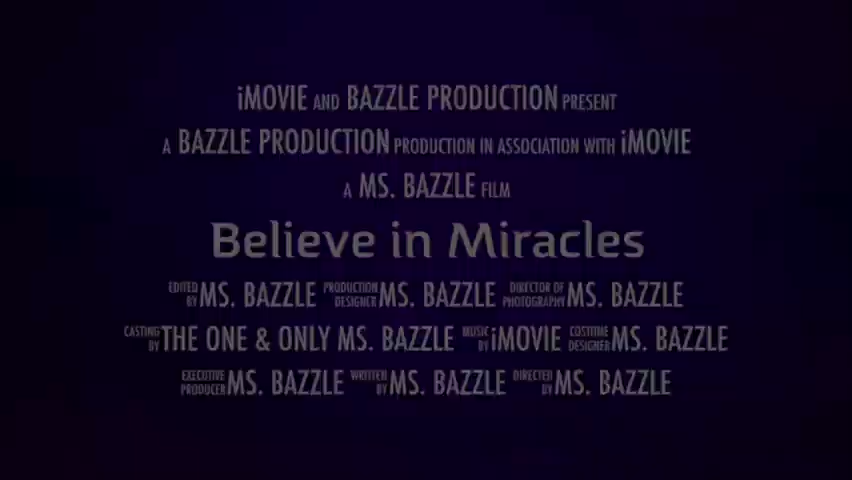 iMOVIE AND BAZZLE PRODUCTION PRESENT
A BAZZLE PRODUCTION PRODUCTION IN ASSOCIATION WITH iMOVIE
A MS. BAZZLE FILM
Believe in Miracles
EDITED BY MS. BAZZLE PRODUCTION DESIGNER MS. BAZZLE DIRECTOR OF PHOTOGRAPHY MS. BAZZLE
CASTING BY THE ONE & ONLY MS. BAZZLE MUSIC BY iMOVIE COSTUME DESIGNER MS. BAZZLE
EXECUTIVE PRODUCER MS. BAZZLE WRITTEN BY MS. BAZZLE DIRECTED BY MS. BAZZLE